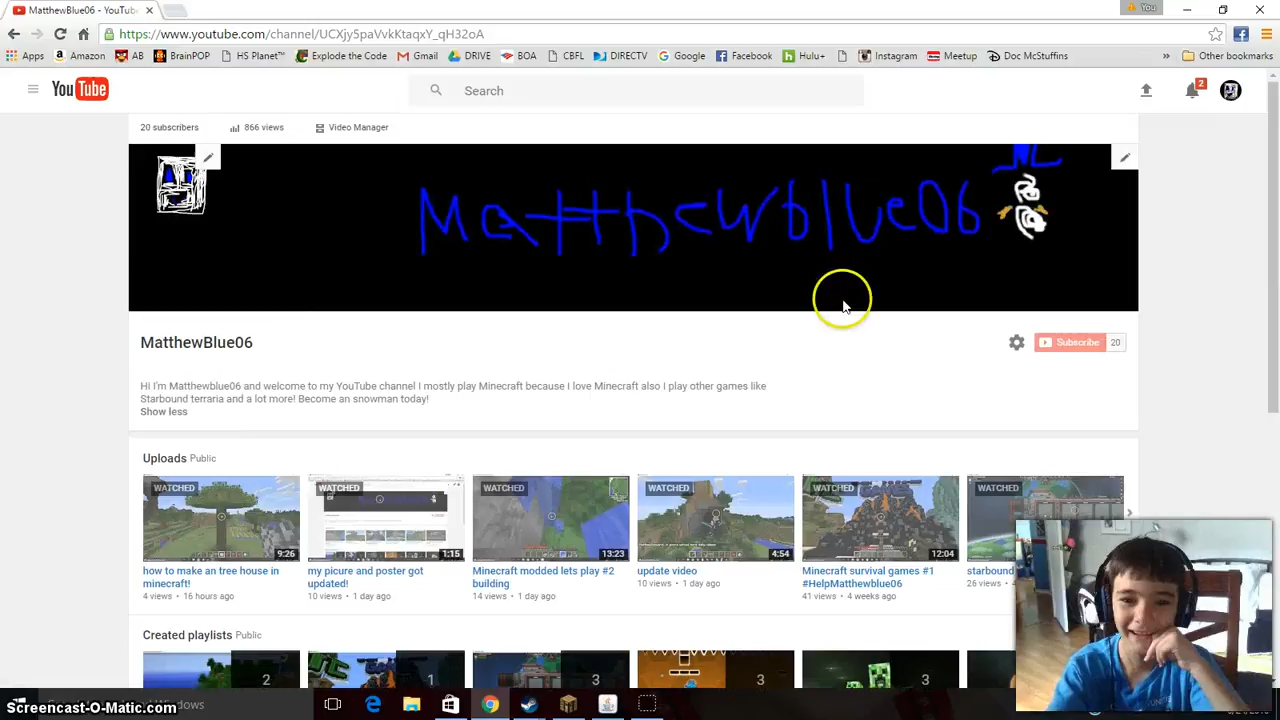 MatthewBlue06 - YouTube
You
https://www.youtube.com/channel/UCXjy5paVvkKtaqxY_qH32oA
Apps Amazon AB BrainPOP HS Planet™ Explode the Code Gmail DRIVE BOA CBFL DIRECTV Google Facebook Hulu+ Instagram Meetup Doc McStuffins » Other bookmarks
YouTube Search 2
20 subscribers 866 views Video Manager
Matthewblue06
MatthewBlue06 Subscribe 20
Hi I'm Matthewblue06 and welcome to my YouTube channel I mostly play Minecraft because I love Minecraft also I play other games like
Starbound terraria and a lot more! Become an snowman today!
Show less
Uploads Public
WATCHED WATCHED WATCHED WATCHED WATCHED WATCHED
9:26 1:15 13:23 4:54 12:04
how to make an tree house in my picure and poster got Minecraft modded lets play #2 update video Minecraft survival games #1 starbound
minecraft! updated! building 10 views • 1 day ago #HelpMatthewblue06 26 views •
4 views • 16 hours ago 10 views • 1 day ago 14 views • 1 day ago 41 views • 4 weeks ago
Created playlists Public
2 1 3 3 3
Screencast-O-Matic.com